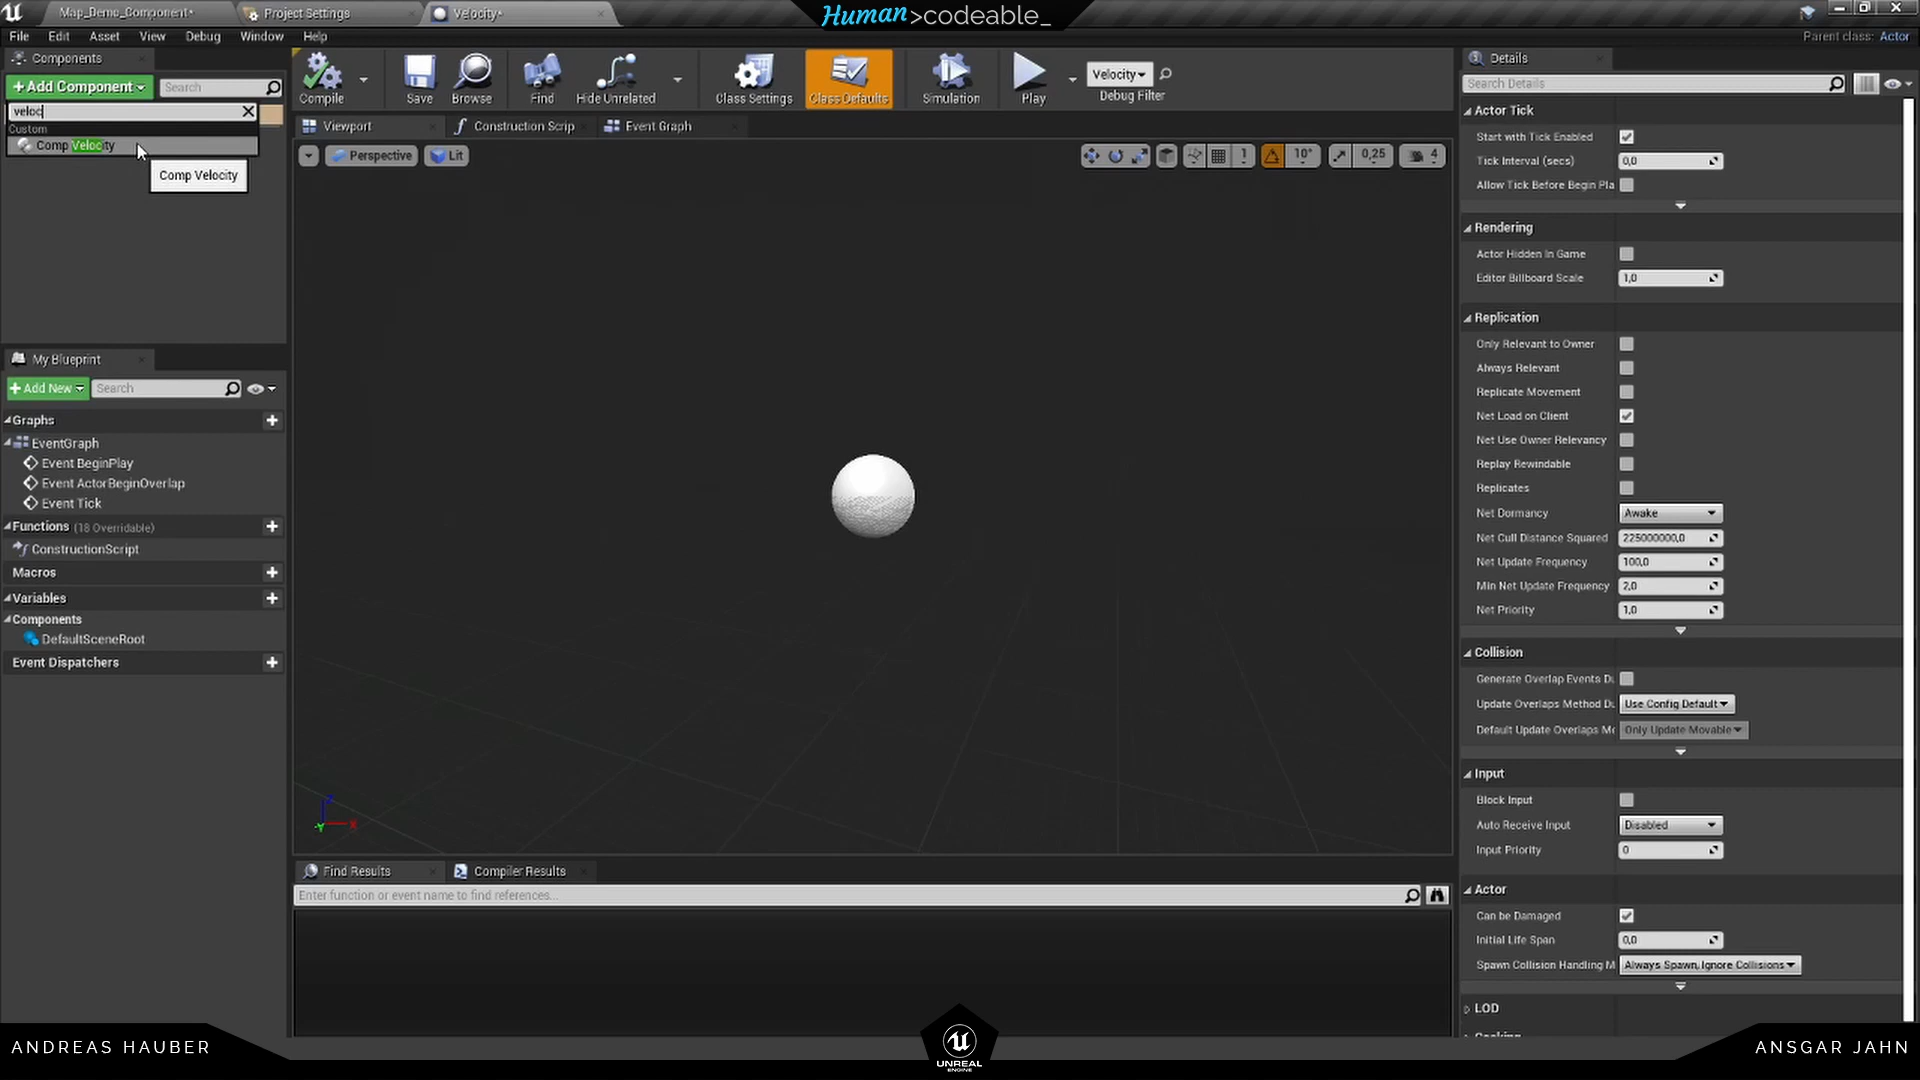 Map_Demo_Component*
Project Settings
Velocity*
Human>codeable_
File Edit Asset View Debug Window Help
Parent class: Actor
Components
+Add Component
Search
veloc
Custom
Comp Velocity
Comp Velocity
Compile
Save
Browse
Find
Hide Unrelated
Class Settings
Class Defaults
Simulation
Play
Velocity
Debug Filter
Viewport
Construction Scrip
Event Graph
Perspective
Lit
1
10°
0,25
4
My Blueprint
+Add New
Search
Graphs
EventGraph
Event BeginPlay
Event ActorBeginOverlap
Event Tick
Functions (18 Overridable)
ConstructionScript
Macros
Variables
Components
DefaultSceneRoot
Event Dispatchers
Z
Y
X
Find Results
Compiler Results
Enter function or event name to find references...
Details
Search Details
Actor Tick
Start with Tick Enabled
Tick Interval (secs) 0,0
Allow Tick Before Begin Pla
Rendering
Actor Hidden In Game
Editor Billboard Scale 1,0
Replication
Only Relevant to Owner
Always Relevant
Replicate Movement
Net Load on Client
Net Use Owner Relevancy
Replay Rewindable
Replicates
Net Dormancy Awake
Net Cull Distance Squared 225000000,0
Net Update Frequency 100,0
Min Net Update Frequency 2,0
Net Priority 1,0
Collision
Generate Overlap Events Du
Update Overlaps Method Du Use Config Default
Default Update Overlaps Me Only Update Movable
Input
Block Input
Auto Receive Input Disabled
Input Priority 0
Actor
Can be Damaged
Initial Life Span 0,0
Spawn Collision Handling M Always Spawn, Ignore Collisions
LOD
ANDREAS HAUBER
UNREAL
ENGINE
ANSGAR JAHN